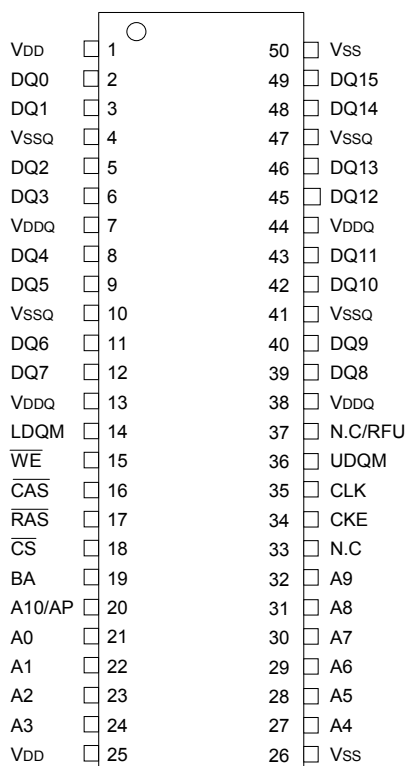 VDD 1 50 VSS
DQ0 2 49 DQ15
DQ1 3 48 DQ14
VSSQ 4 47 VSSQ
DQ2 5 46 DQ13
DQ3 6 45 DQ12
VDDQ 7 44 VDDQ
DQ4 8 43 DQ11
DQ5 9 42 DQ10
VSSQ 10 41 VSSQ
DQ6 11 40 DQ9
DQ7 12 39 DQ8
VDDQ 13 38 VDDQ
LDQM 14 37 N.C/RFU
W̅E̅ 15 36 UDQM
C̅A̅S̅ 16 35 CLK
R̅A̅S̅ 17 34 CKE
C̅S̅ 18 33 N.C
BA 19 32 A9
A10/AP 20 31 A8
A0 21 30 A7
A1 22 29 A6
A2 23 28 A5
A3 24 27 A4
VDD 25 26 VSS